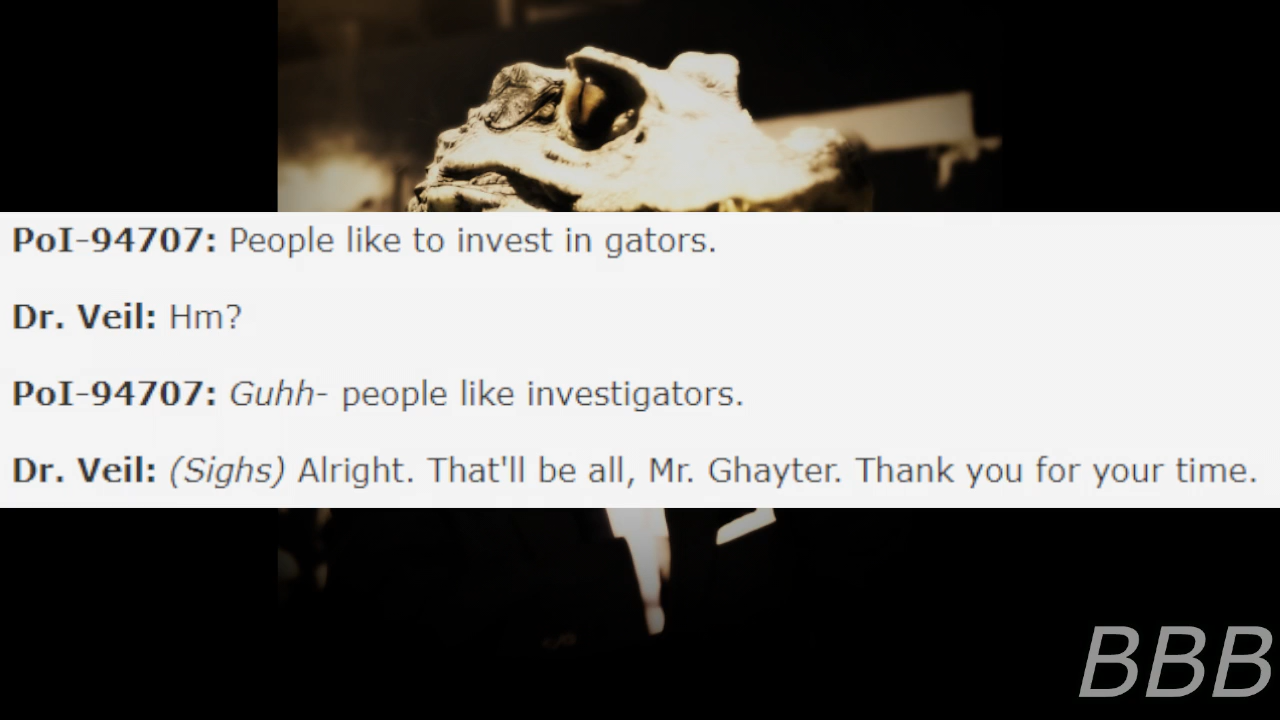 PoI-94707: People like to invest in gators.
Dr. Veil: Hm?
PoI-94707: Guhh- people like investigators.
Dr. Veil: (Sighs) Alright. That'll be all, Mr. Ghayter. Thank you for your time.
BBB